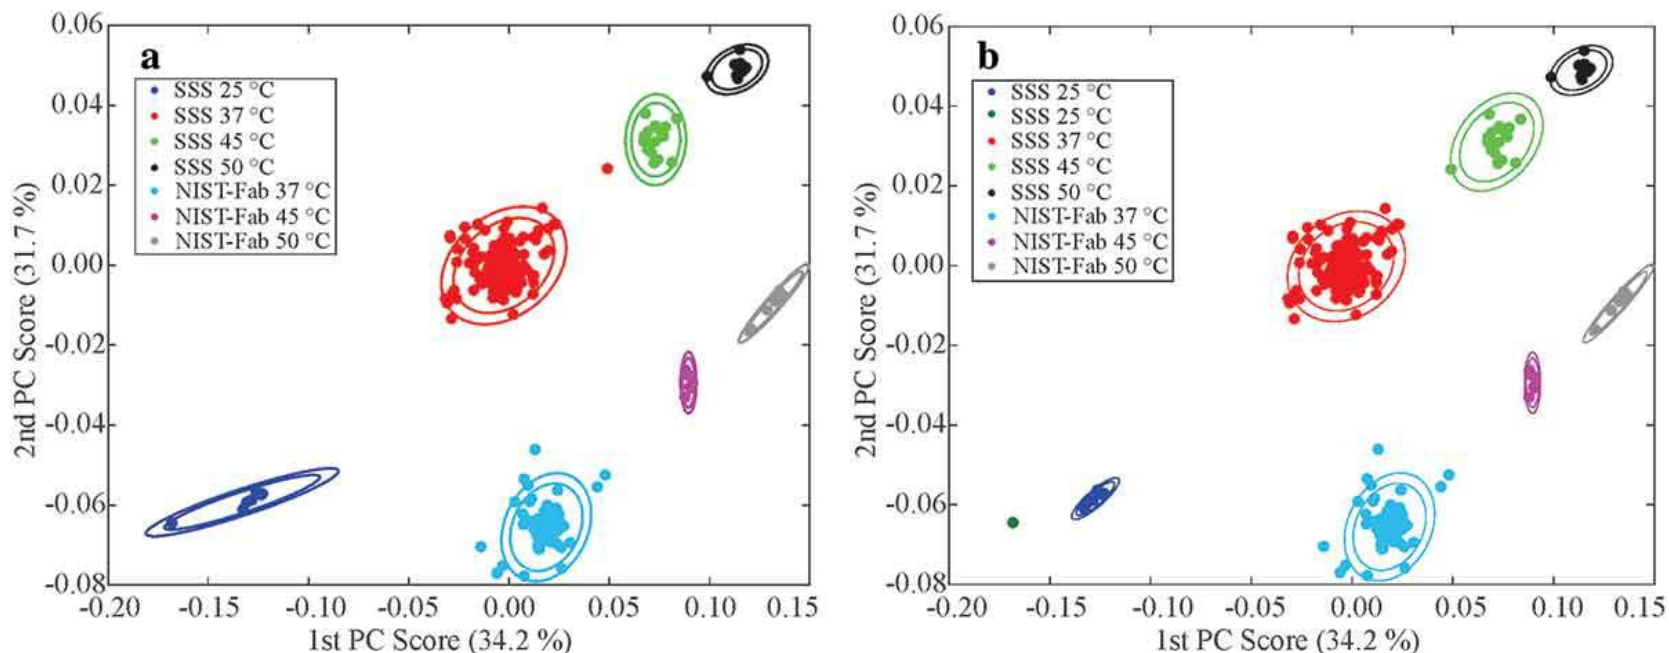 a
SSS 25 °C
SSS 37 °C
SSS 45 °C
SSS 50 °C
NIST-Fab 37 °C
NIST-Fab 45 °C
NIST-Fab 50 °C
0.06
0.04
0.02
0.00
-0.02
-0.04
-0.06
-0.08
2nd PC Score (31.7 %)
-0.20 -0.15 -0.10 -0.05 0.00 0.05 0.10 0.15
1st PC Score (34.2 %)
b
SSS 25 °C
SSS 25 °C
SSS 37 °C
SSS 45 °C
SSS 50 °C
NIST-Fab 37 °C
NIST-Fab 45 °C
NIST-Fab 50 °C
0.06
0.04
0.02
0.00
-0.02
-0.04
-0.06
-0.08
2nd PC Score (31.7 %)
-0.20 -0.15 -0.10 -0.05 0.00 0.05 0.10 0.15
1st PC Score (34.2 %)